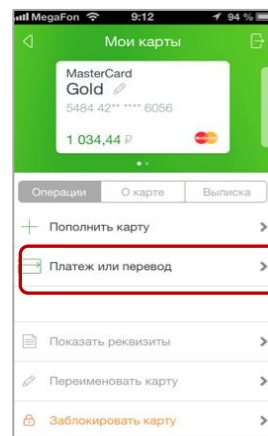 MegaFon 9:12 94 %
Мои карты
MasterCard
Gold
5484 42** **** 6056
1 034,44 ₽
Операции О карте Выписка
Пополнить карту
Платеж или перевод
Показать реквизиты
Переименовать карту
Заблокировать карту